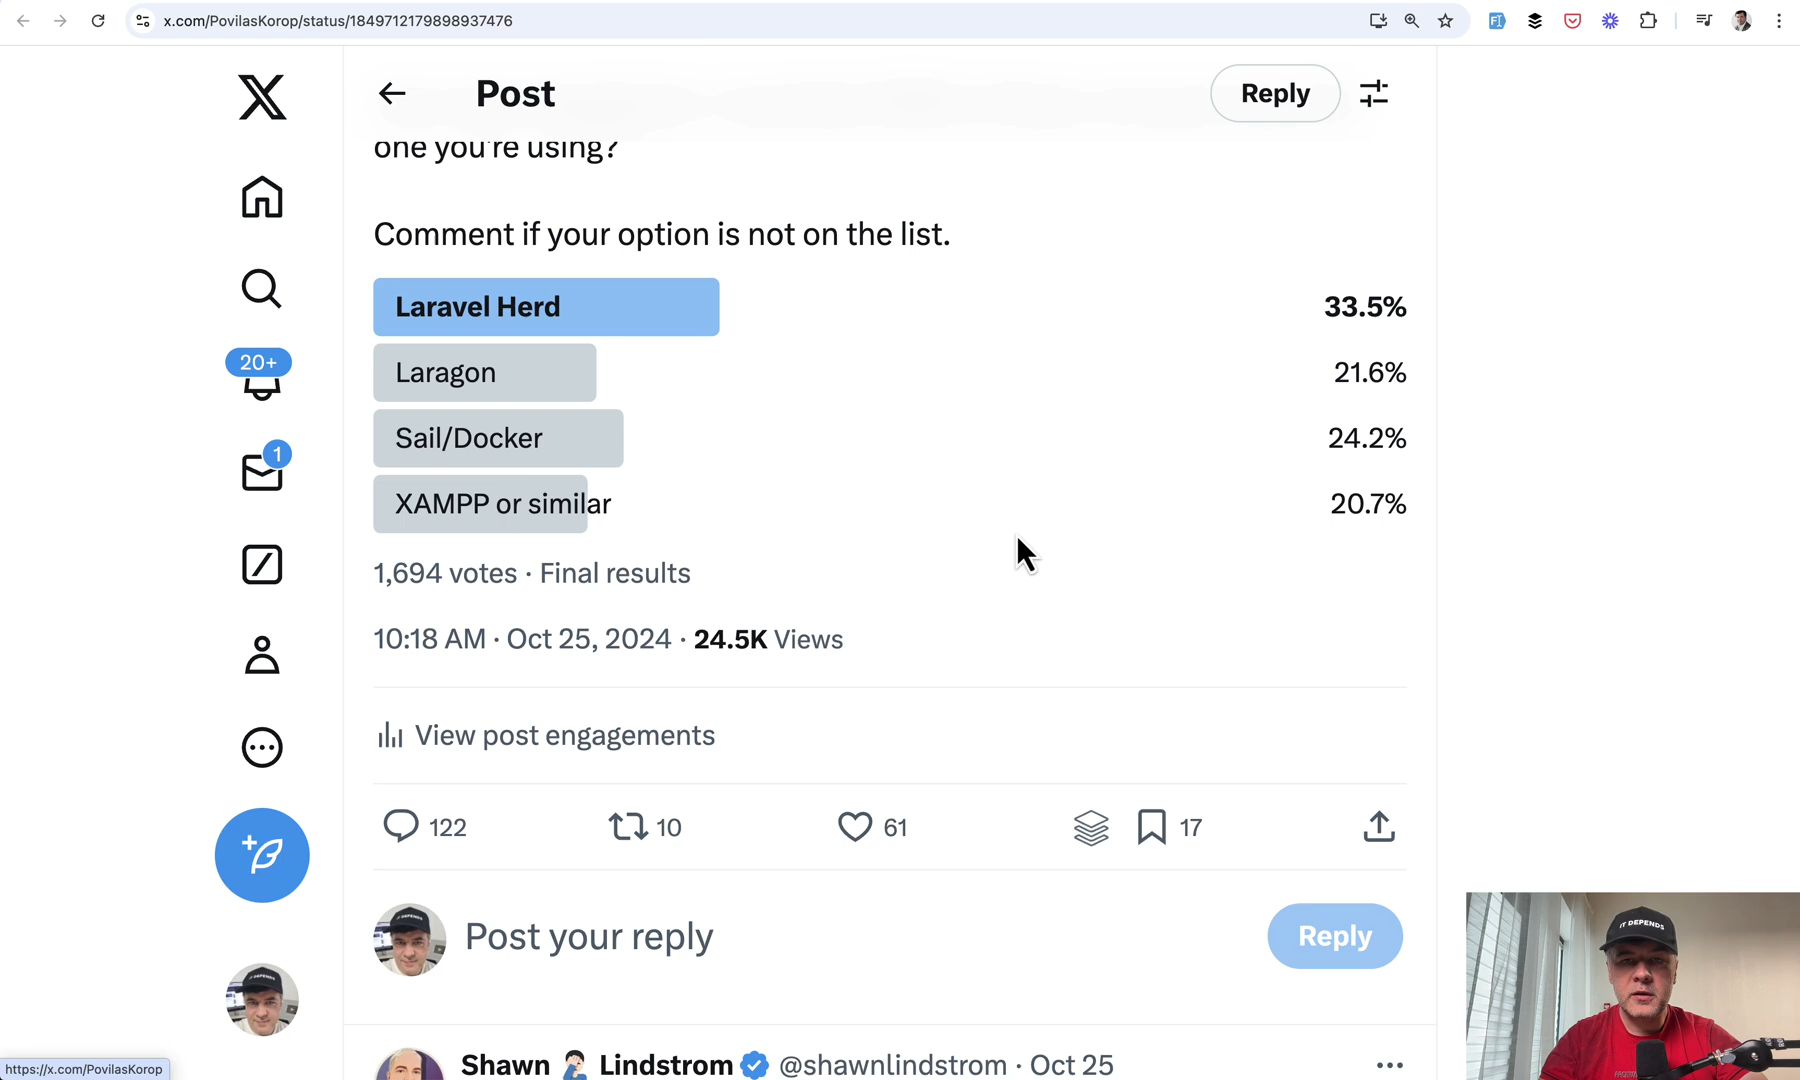 x.com/PovilasKorop/status/1849712179898937476
Post
Reply
one you're using?
Comment if your option is not on the list.
Laravel Herd 33.5%
Laragon 21.6%
Sail/Docker 24.2%
XAMPP or similar 20.7%
1,694 votes · Final results
10:18 AM · Oct 25, 2024 · 24.5K Views
View post engagements
122 10 61 17
Post your reply
Reply
Shawn Lindstrom @shawnlindstrom · Oct 25
20+
1
IT DEPENDS
https://x.com/PovilasKorop